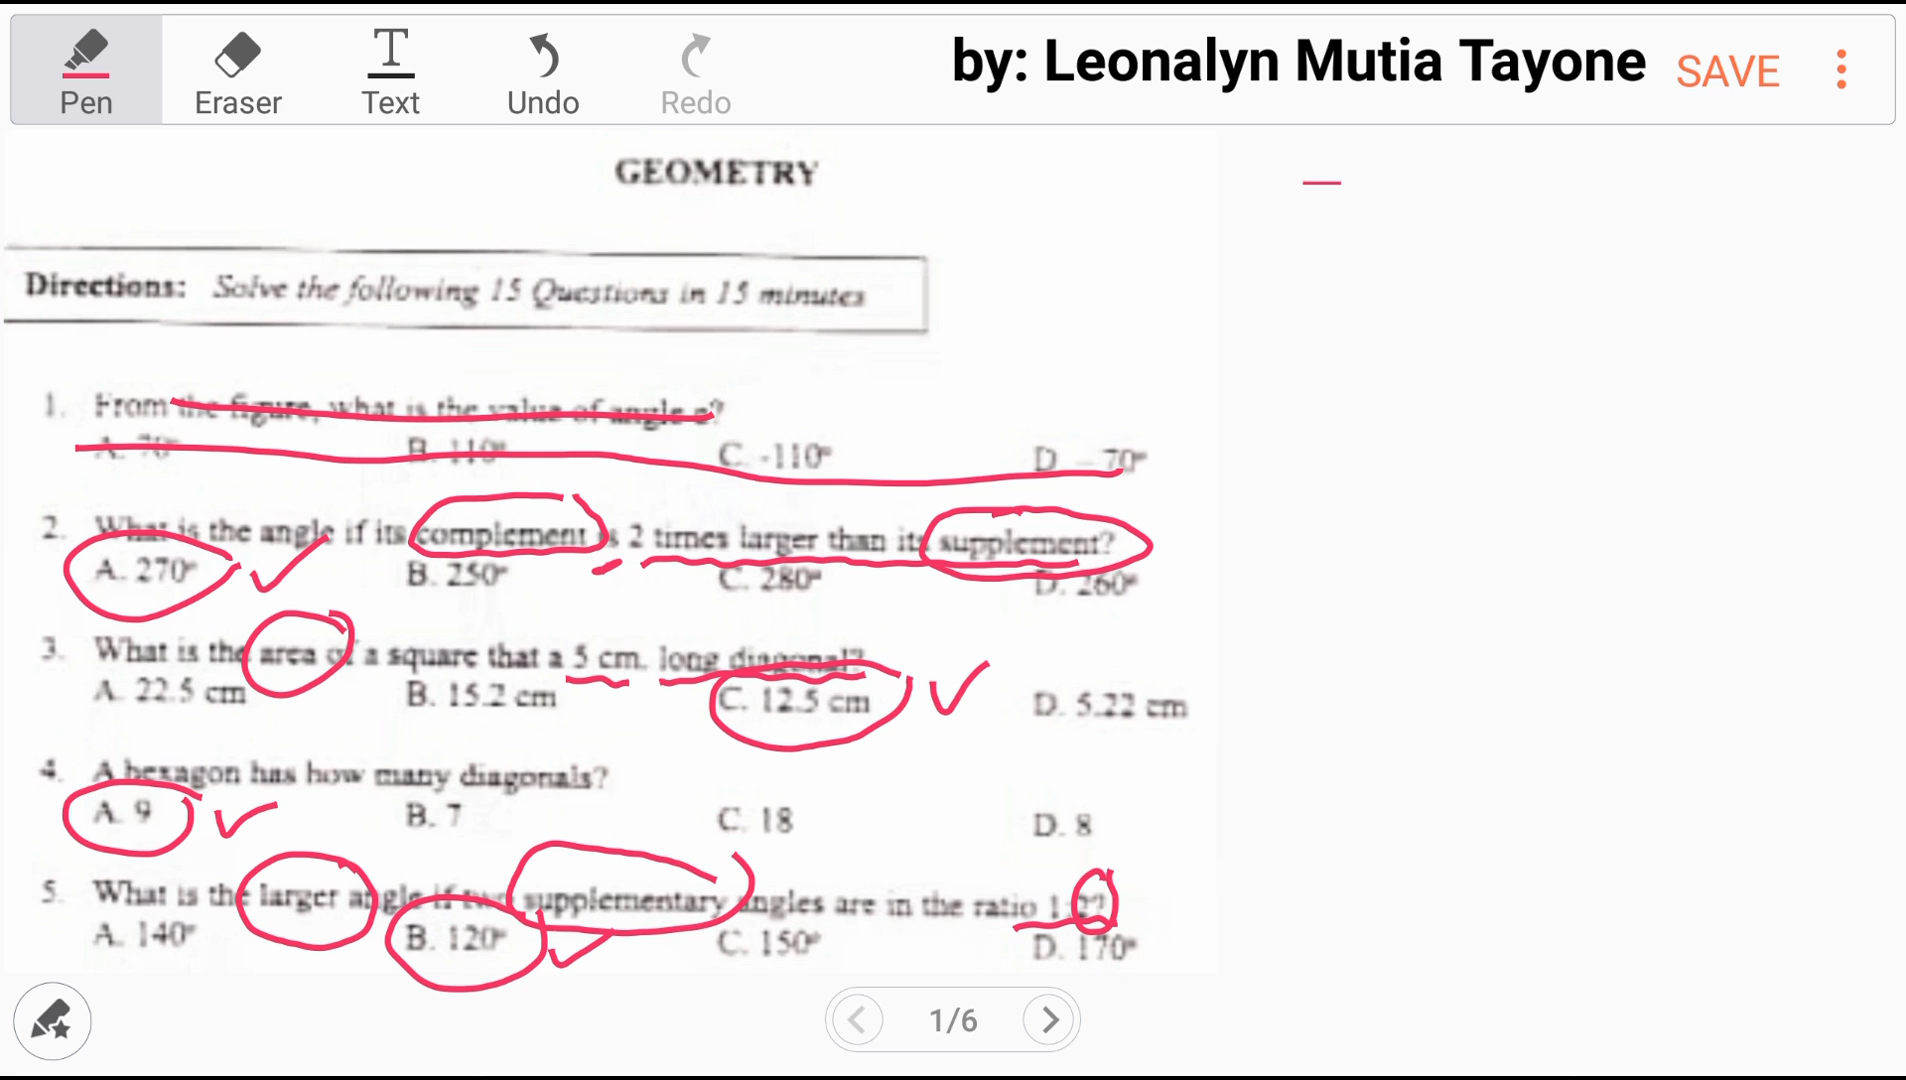 by: Leonalyn Mutia Tayone
SAVE
Pen
Eraser
Text
Undo
Redo
GEOMETRY
Directions: Solve the following 15 Questions in 15 minutes
1. From the figure, what is the value of angle e?
A. 70° B. 110° C. -110° D. -70°
2. What is the angle if its complement is 2 times larger than its supplement?
A. 270° B. 250° C. 280° D. 260°
3. What is the area of a square that a 5 cm. long diagonal?
A. 22.5 cm B. 15.2 cm C. 12.5 cm D. 5.22 cm
4. A hexagon has how many diagonals?
A. 9 B. 7 C. 18 D. 8
5. What is the larger angle if two supplementary angles are in the ratio 1:2?
A. 140° B. 120° C. 150° D. 170°
1/6